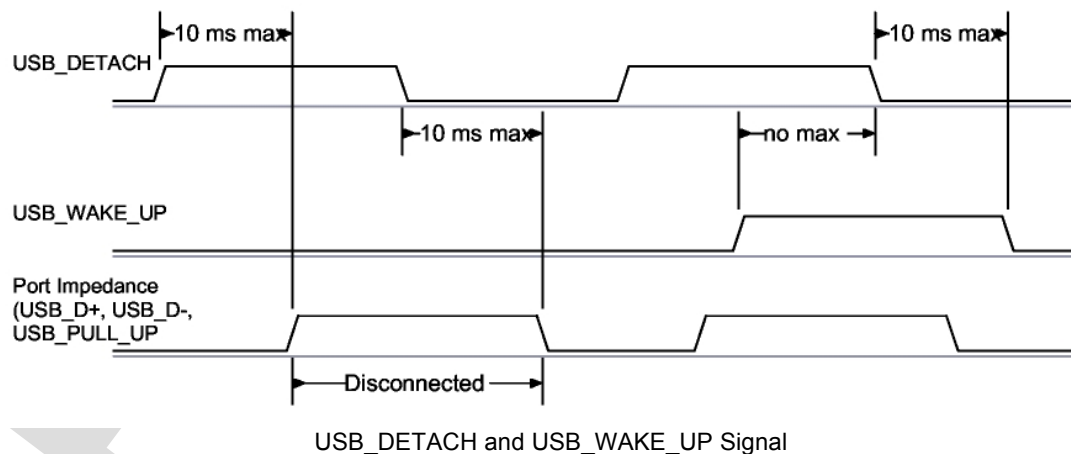 10 ms max
10 ms max
USB_DETACH
10 ms max
no max
USB_WAKE_UP
Port Impedance
(USB_D+, USB_D-,
USB_PULL_UP
Disconnected
USB_DETACH and USB_WAKE_UP Signal